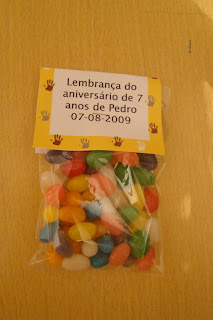 Lembrança do
aniversário de 7
anos de Pedro
07-08-2009